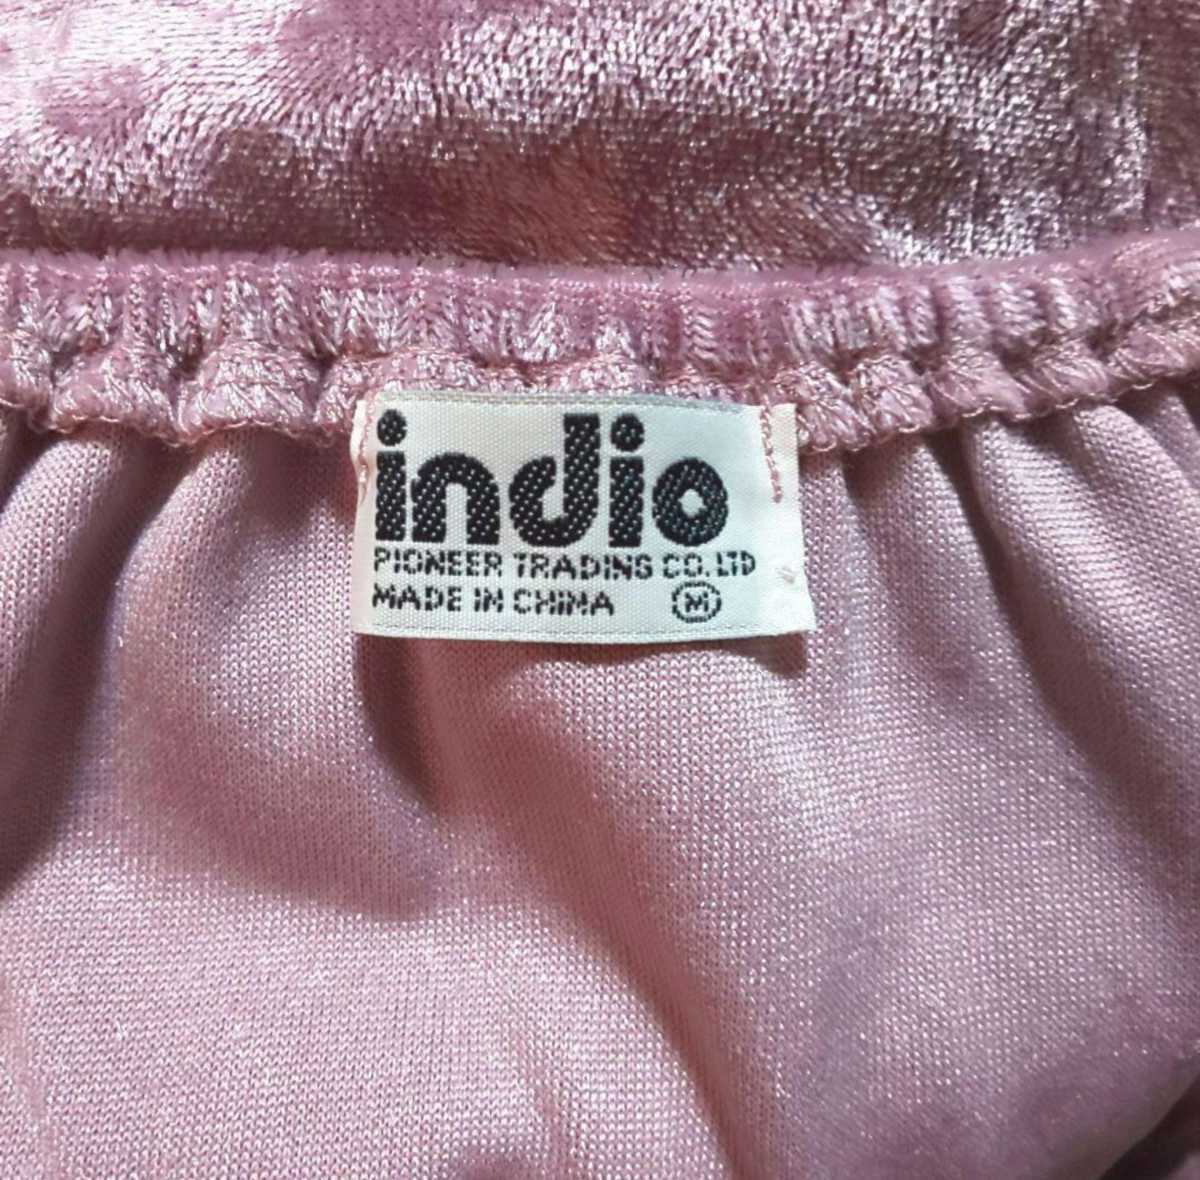 indio
PIONEER TRADING CO.LTD
MADE IN CHINA M